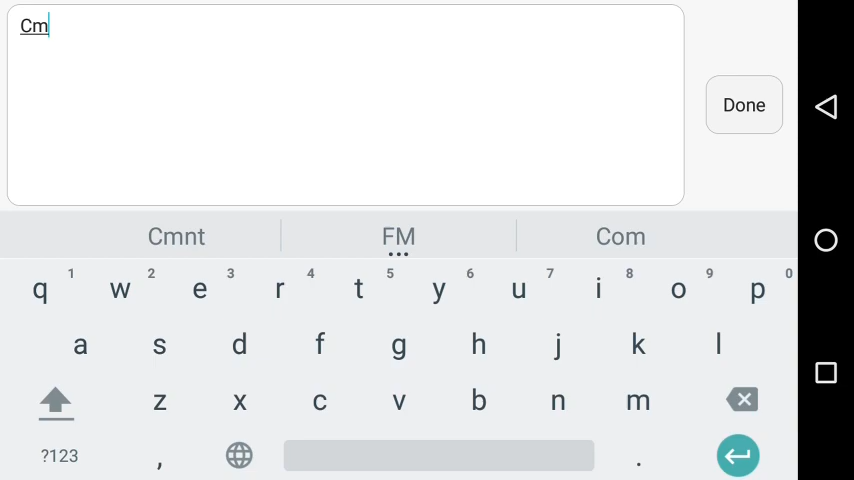 Cm
Done
Cmnt FM Com
q 1 w 2 e 3 r 4 t 5 y 6 u 7 i 8 o 9 p 0
a s d f g h j k l
z x c v b n m
?123 , .